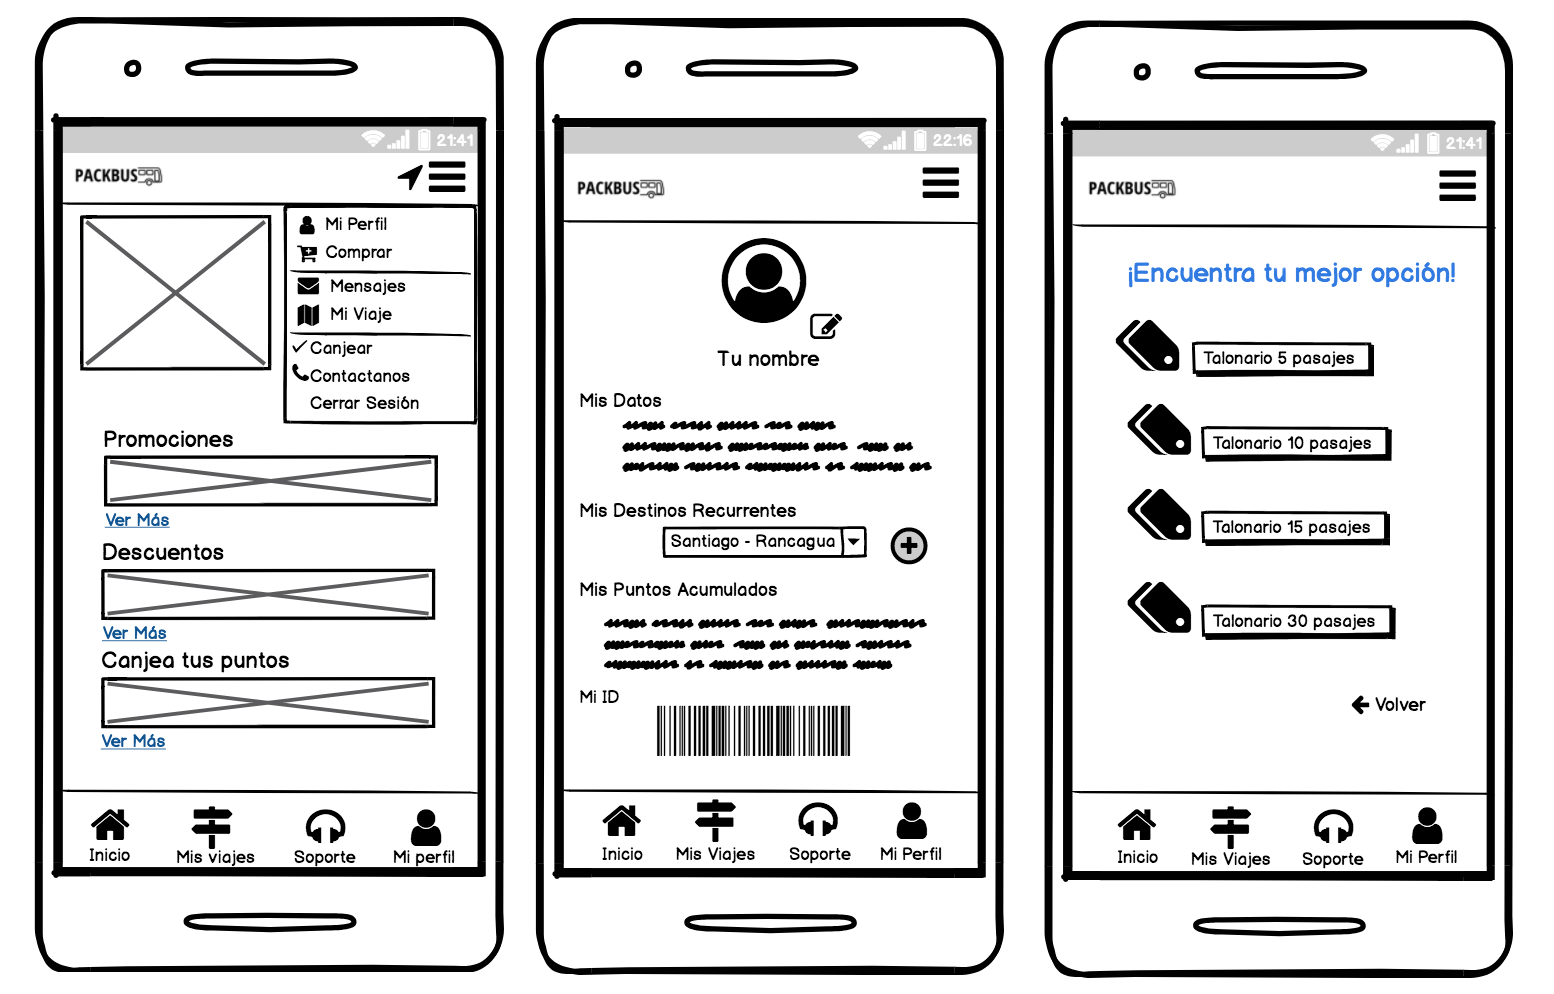 21:41
PACKBUS
Mi Perfil
Comprar
Mensajes
Mi Viaje
Canjear
Contactanos
Cerrar Sesión
Promociones
Ver Más
Descuentos
Ver Más
Canjea tus puntos
Ver Más
Inicio
Mis viajes
Soporte
Mi perfil
22:16
PACKBUS
Tu nombre
Mis Datos
Mis Destinos Recurrentes
Santiago - Rancagua
Mis Puntos Acumulados
Mi ID
Inicio
Mis Viajes
Soporte
Mi Perfil
21:41
PACKBUS
¡Encuentra tu mejor opción!
Talonario 5 pasajes
Talonario 10 pasajes
Talonario 15 pasajes
Talonario 30 pasajes
Volver
Inicio
Mis Viajes
Soporte
Mi Perfil